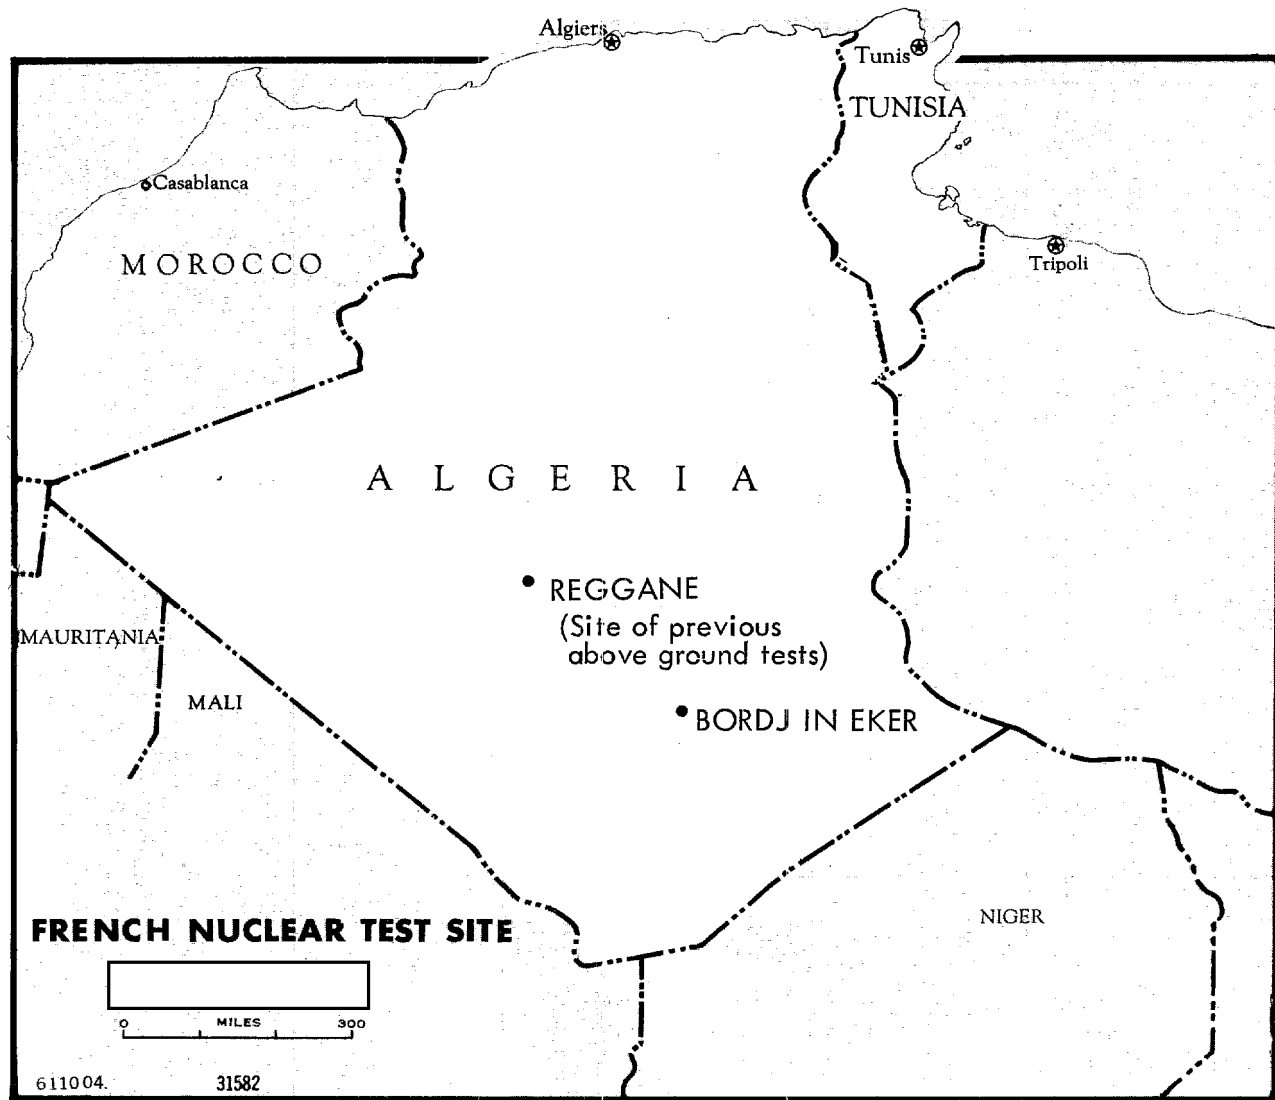 Algiers
Tunis
TUNISIA
Casablanca
MOROCCO
Tripoli
ALGERIA
REGGANE
(Site of previous
above ground tests)
MAURITANIA
MALI
BORDJ IN EKER
NIGER
FRENCH NUCLEAR TEST SITE
0 MILES 300
611004. 31582